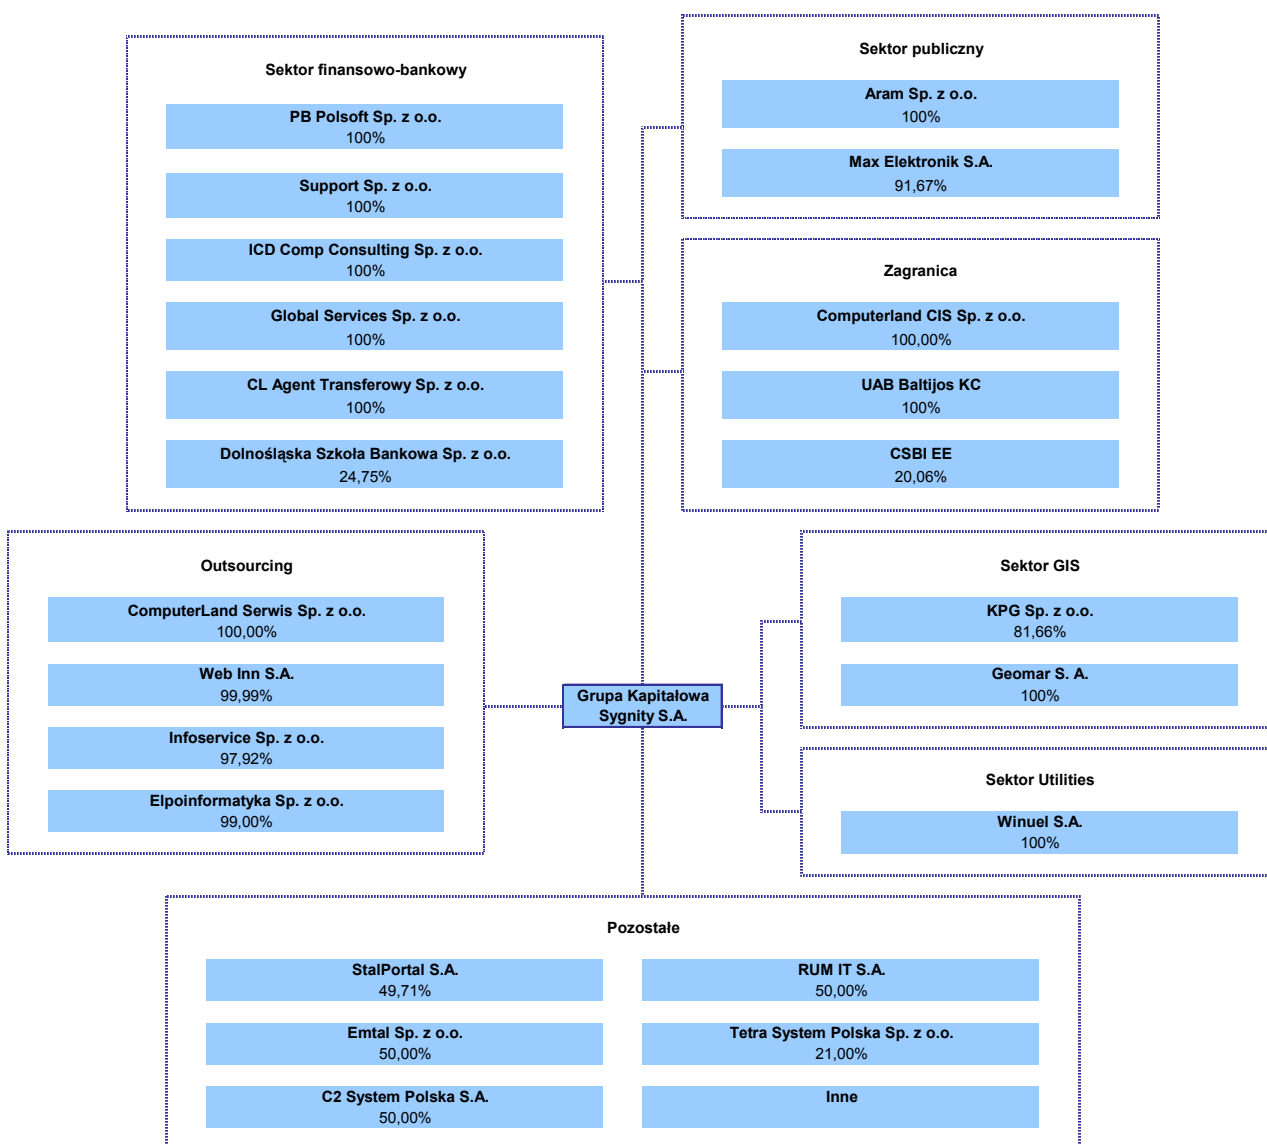 Sektor finansowo-bankowy
PB Polsoft Sp. z o.o.
100%
Support Sp. z o.o.
100%
ICD Comp Consulting Sp. z o.o.
100%
Global Services Sp. z o.o.
100%
CL Agent Transferowy Sp. z o.o.
100%
Dolnośląska Szkoła Bankowa Sp. z o.o.
24,75%
Sektor publiczny
Aram Sp. z o.o.
100%
Max Elektronik S.A.
91,67%
Zagranica
Computerland CIS Sp. z o.o.
100,00%
UAB Baltijos KC
100%
CSBI EE
20,06%
Outsourcing
ComputerLand Serwis Sp. z o.o.
100,00%
Web Inn S.A.
99,99%
Infoservice Sp. z o.o.
97,92%
Elpoinformatyka Sp. z o.o.
99,00%
Grupa Kapitałowa
Sygnity S.A.
Sektor GIS
KPG Sp. z o.o.
81,66%
Geomar S. A.
100%
Sektor Utilities
Winuel S.A.
100%
Pozostałe
StalPortal S.A.
49,71%
Emtal Sp. z o.o.
50,00%
C2 System Polska S.A.
50,00%
RUM IT S.A.
50,00%
Tetra System Polska Sp. z o.o.
21,00%
Inne